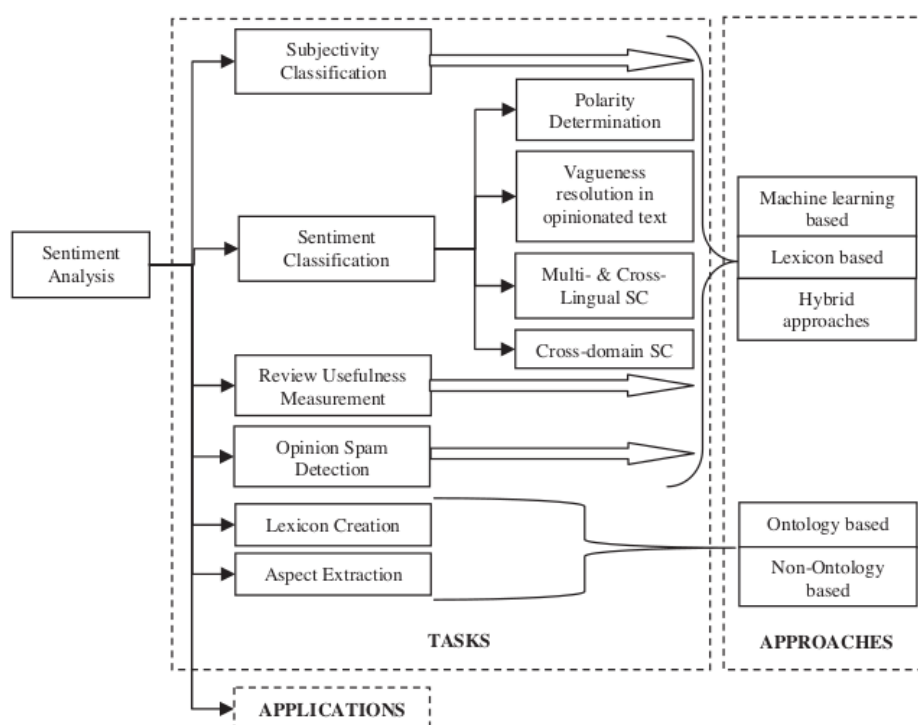 Subjectivity
Classification
Polarity
Determination
Vagueness
resolution in
opinionated text
Machine learning
based
Sentiment
Analysis
Sentiment
Classification
Lexicon based
Multi- & Cross-
Lingual SC
Hybrid
approaches
Cross-domain SC
Review Usefulness
Measurement
Opinion Spam
Detection
Lexicon Creation
Ontology based
Aspect Extraction
Non-Ontology
based
TASKS
APPROACHES
APPLICATIONS